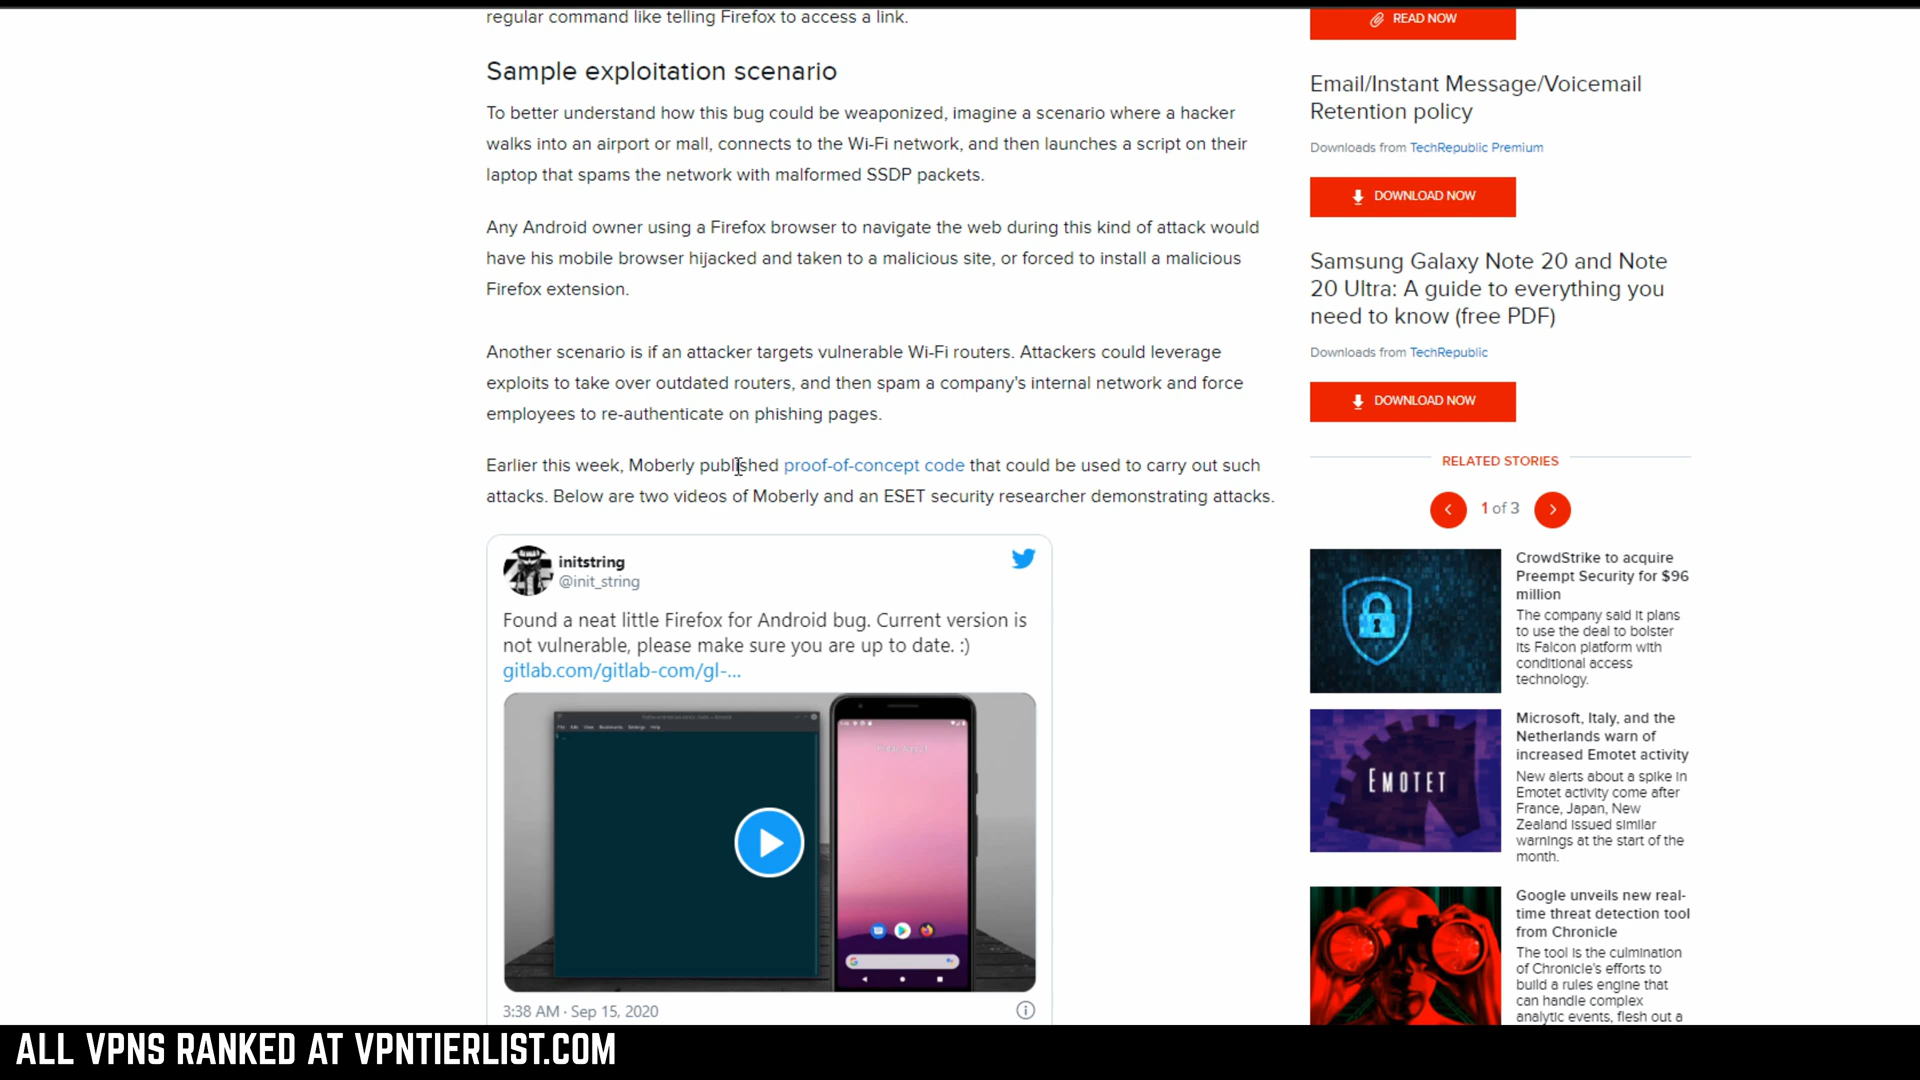 regular command like telling Firefox to access a link.
Sample exploitation scenario
To better understand how this bug could be weaponized, imagine a scenario where a hacker
walks into an airport or mall, connects to the Wi-Fi network, and then launches a script on their
laptop that spams the network with malformed SSDP packets.
Any Android owner using a Firefox browser to navigate the web during this kind of attack would
have his mobile browser hijacked and taken to a malicious site, or forced to install a malicious
Firefox extension.
Another scenario is if an attacker targets vulnerable Wi-Fi routers. Attackers could leverage
exploits to take over outdated routers, and then spam a company's internal network and force
employees to re-authenticate on phishing pages.
Earlier this week, Moberly published proof-of-concept code that could be used to carry out such
attacks. Below are two videos of Moberly and an ESET security researcher demonstrating attacks.
initstring
@init_string
Found a neat little Firefox for Android bug. Current version is
not vulnerable, please make sure you are up to date. :)
gitlab.com/gitlab-com/gl-...
3:38 AM · Sep 15, 2020
READ NOW
Email/Instant Message/Voicemail
Retention policy
Downloads from TechRepublic Premium
DOWNLOAD NOW
Samsung Galaxy Note 20 and Note
20 Ultra: A guide to everything you
need to know (free PDF)
Downloads from TechRepublic
DOWNLOAD NOW
RELATED STORIES
1 of 3
CrowdStrike to acquire
Preempt Security for $96
million
The company said it plans
to use the deal to bolster
its Falcon platform with
conditional access
technology.
EMOTET
Microsoft, Italy, and the
Netherlands warn of
increased Emotet activity
New alerts about a spike in
Emotet activity come after
France, Japan, New
Zealand issued similar
warnings at the start of the
month.
Google unveils new real-
time threat detection tool
from Chronicle
The tool is the culmination
of Chronicle's efforts to
build a rules engine that
can handle complex
analytic events, flesh out a
ALL VPNS RANKED AT VPNTIERLIST.COM